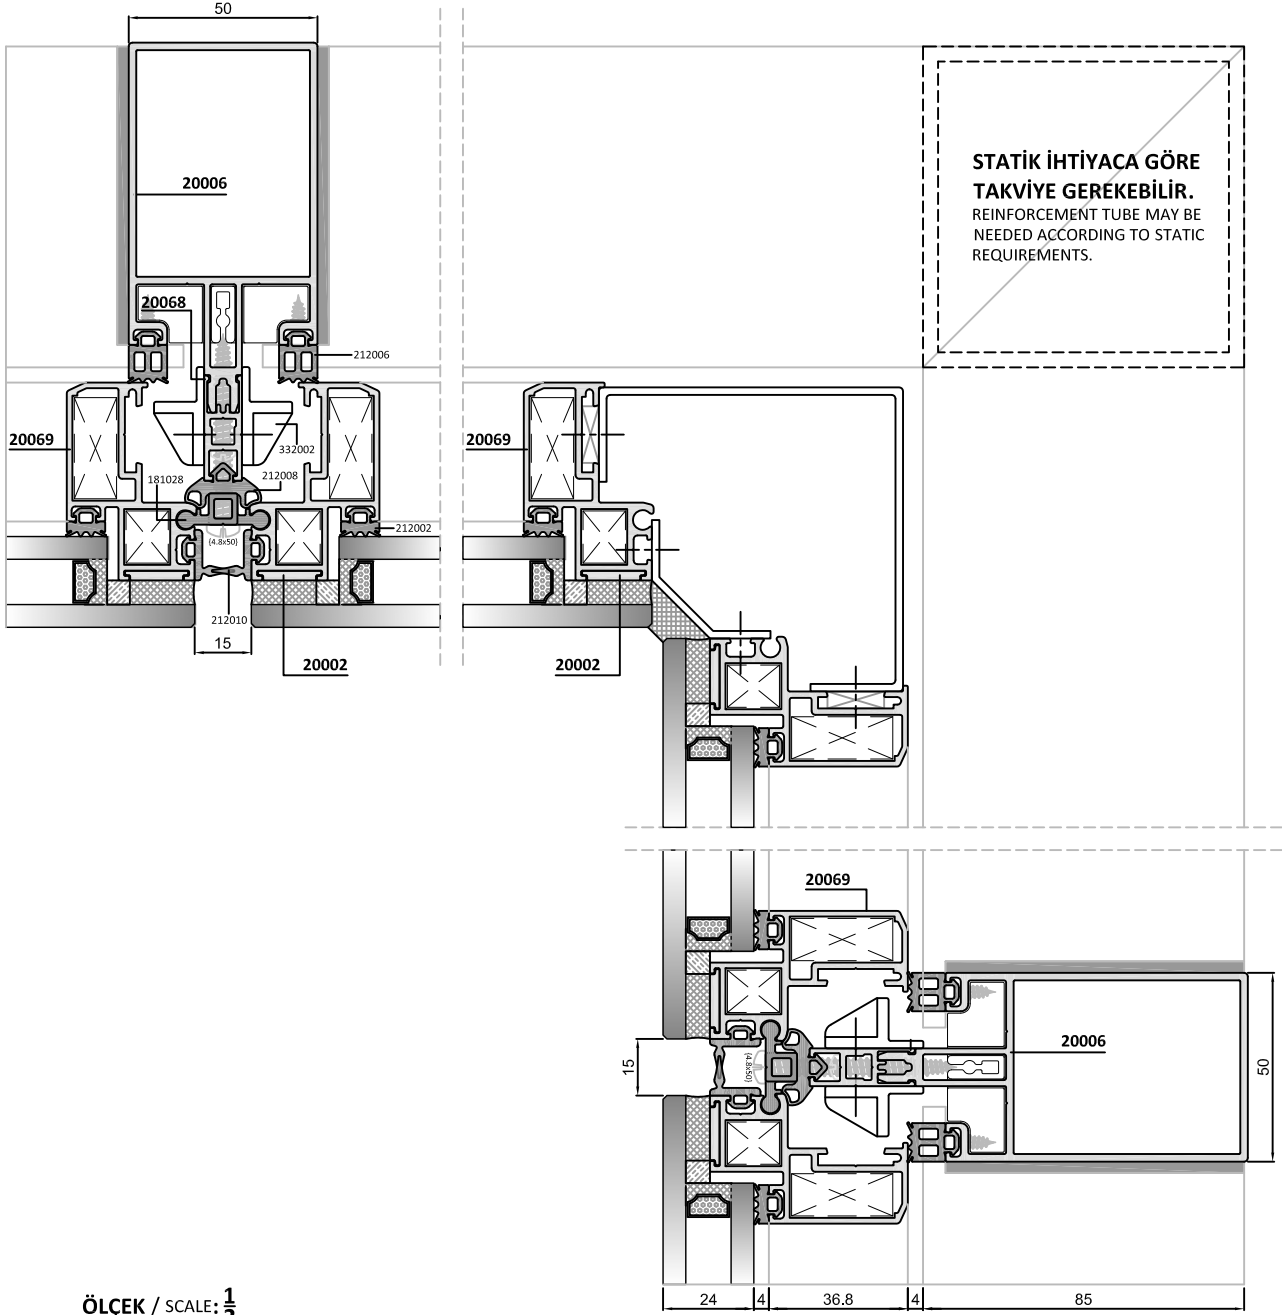 50
STATİK İHTİYACA GÖRE
TAKVİYE GEREKEBİLİR.
REINFORCEMENT TUBE MAY BE
NEEDED ACCORDING TO STATIC
REQUIREMENTS.
20006
20068
212006
20069
20069
332002
181028
212008
212002
(4.8x50)
212010
15
20002
20002
20069
20006
15
(4.8x50)
50
24
4
36.8
4
85
ÖLÇEK / SCALE: 1